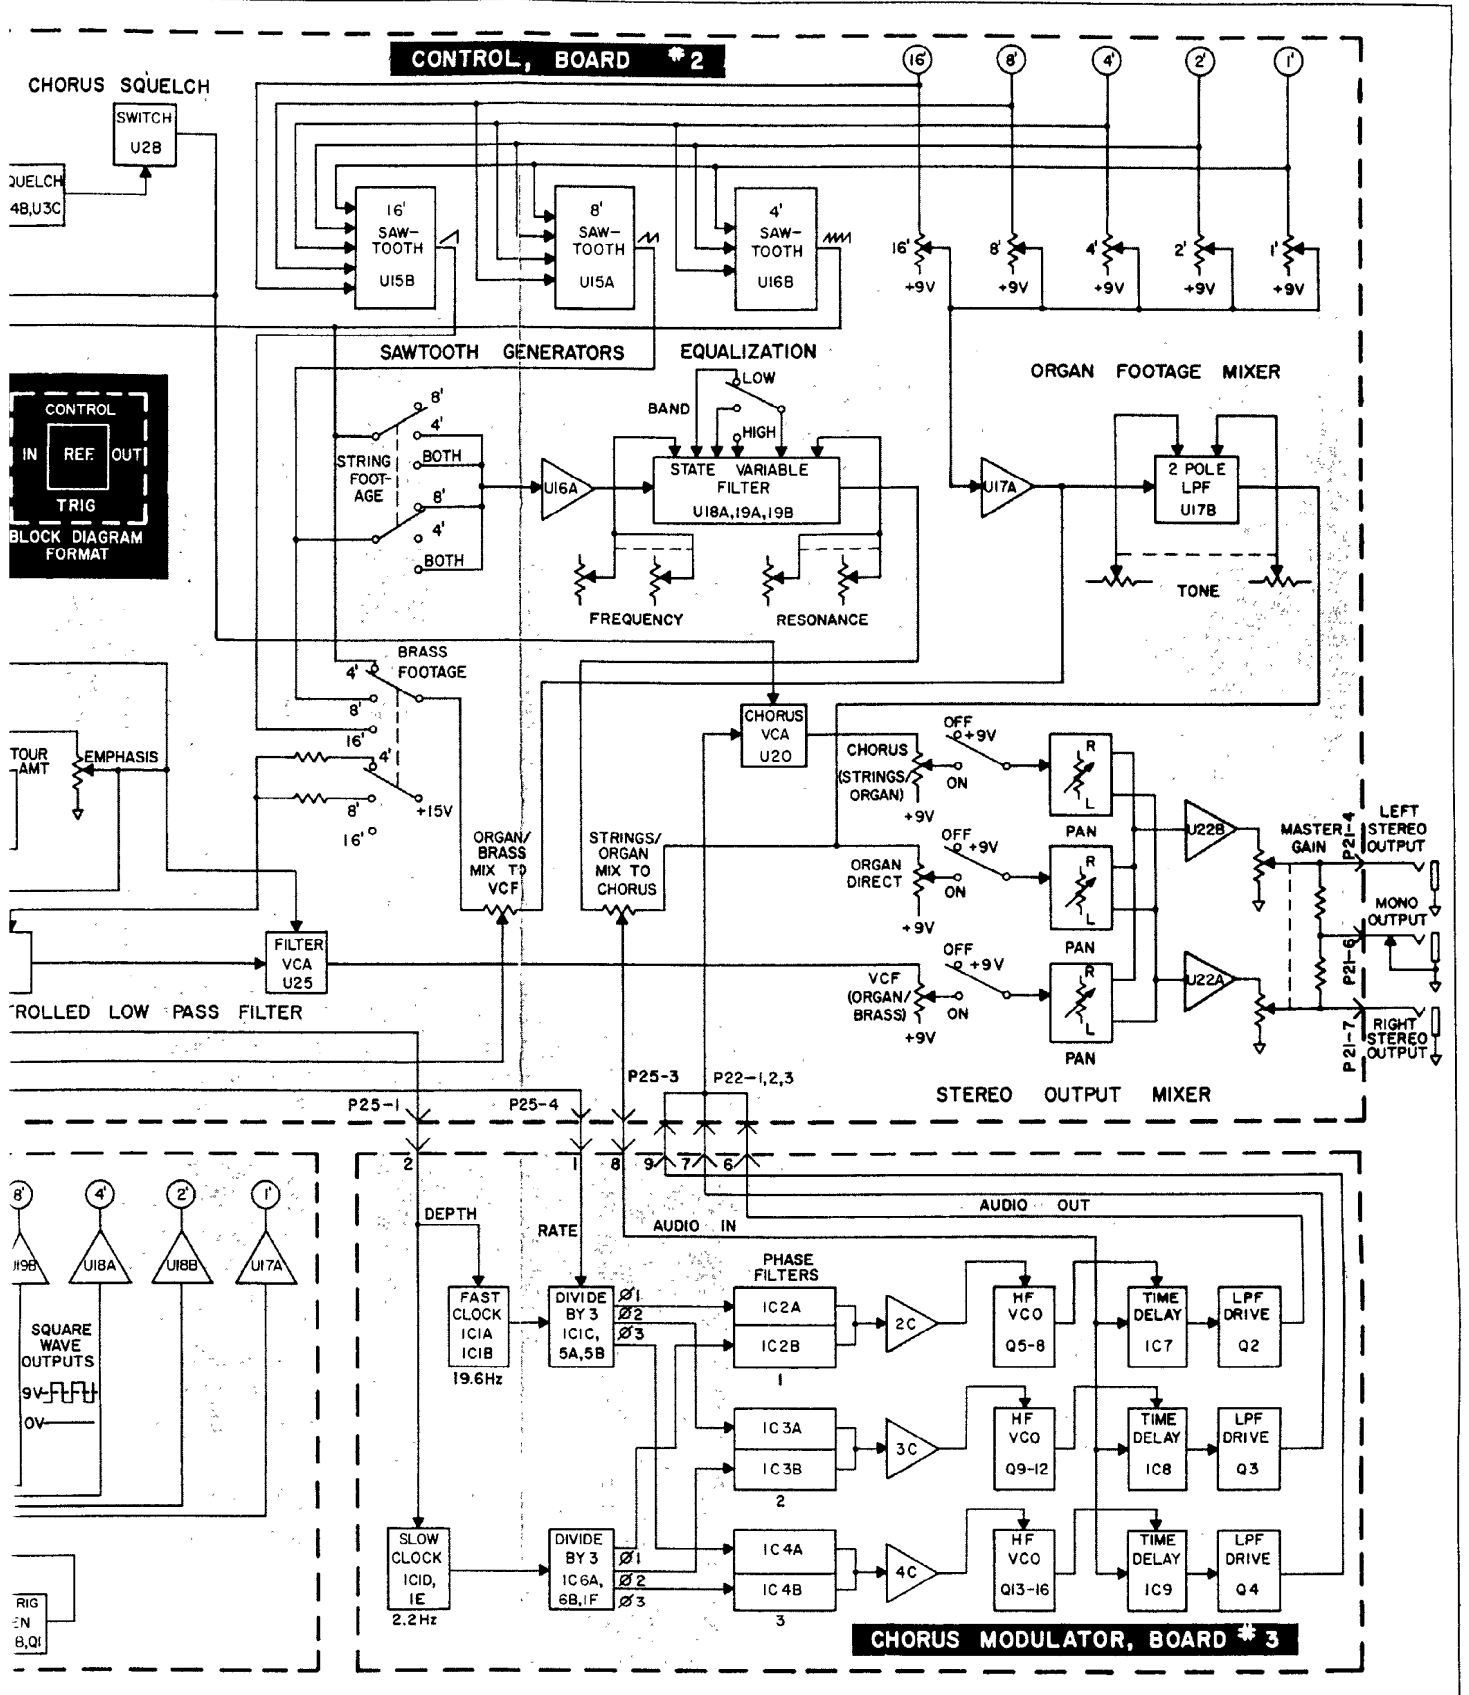 CONTROL, BOARD #2
16'
8'
4'
2'
1'
CHORUS SQUELCH
SWITCH
U2B
QUELCH
4B,U3C
16'
SAW-
TOOTH
U15B
8'
SAW-
TOOTH
U15A
4'
SAW-
TOOTH
U16B
16'
+9V
8'
+9V
4'
+9V
2'
+9V
1'
+9V
SAWTOOTH GENERATORS
EQUALIZATION
ORGAN FOOTAGE MIXER
CONTROL
IN
REF.
OUT
TRIG
BLOCK DIAGRAM
FORMAT
8'
4'
BOTH
STRING
FOOT-
AGE
8'
4'
BOTH
U16A
BAND
LOW
HIGH
STATE VARIABLE
FILTER
U18A,19A,19B
FREQUENCY
RESONANCE
U17A
2 POLE
LPF
U17B
TONE
BRASS
FOOTAGE
4'
8'
16'
4'
8'
16'
+15V
TOUR
AMT
EMPHASIS
ORGAN/
BRASS
MIX TO
VCF
STRINGS/
ORGAN
MIX TO
CHORUS
CHORUS
VCA
U20
CHORUS
(STRINGS/
ORGAN)
+9V
OFF
+9V
ON
R
L
PAN
ORGAN
DIRECT
+9V
OFF
+9V
ON
R
L
PAN
VCF
(ORGAN/
BRASS)
+9V
OFF
+9V
ON
R
L
PAN
U22B
U22A
MASTER
GAIN
P21-4
LEFT
STEREO
OUTPUT
MONO
OUTPUT
P21-6
P21-7
RIGHT
STEREO
OUTPUT
FILTER
VCA
U25
TROLLED LOW PASS FILTER
STEREO OUTPUT MIXER
P25-1
P25-4
P25-3
P22-1,2,3
2
1
8
9
7
6
8'
4'
2'
1'
U19B
U18A
U18B
U17A
SQUARE
WAVE
OUTPUTS
9V
0V
RIG
EN
B,Q1
DEPTH
RATE
AUDIO IN
AUDIO OUT
FAST
CLOCK
IC1A
IC1B
19.6Hz
DIVIDE
BY 3
IC1C,
5A,5B
Ø1
Ø2
Ø3
PHASE
FILTERS
IC2A
IC2B
1
2C
HF
VCO
Q5-8
TIME
DELAY
IC7
LPF
DRIVE
Q2
IC3A
IC3B
2
3C
HF
VCO
Q9-12
TIME
DELAY
IC8
LPF
DRIVE
Q3
SLOW
CLOCK
IC1D,
1E
2.2Hz
DIVIDE
BY 3
IC6A,
6B,1F
Ø1
Ø2
Ø3
IC4A
IC4B
3
4C
HF
VCO
Q13-16
TIME
DELAY
IC9
LPF
DRIVE
Q4
CHORUS MODULATOR, BOARD #3